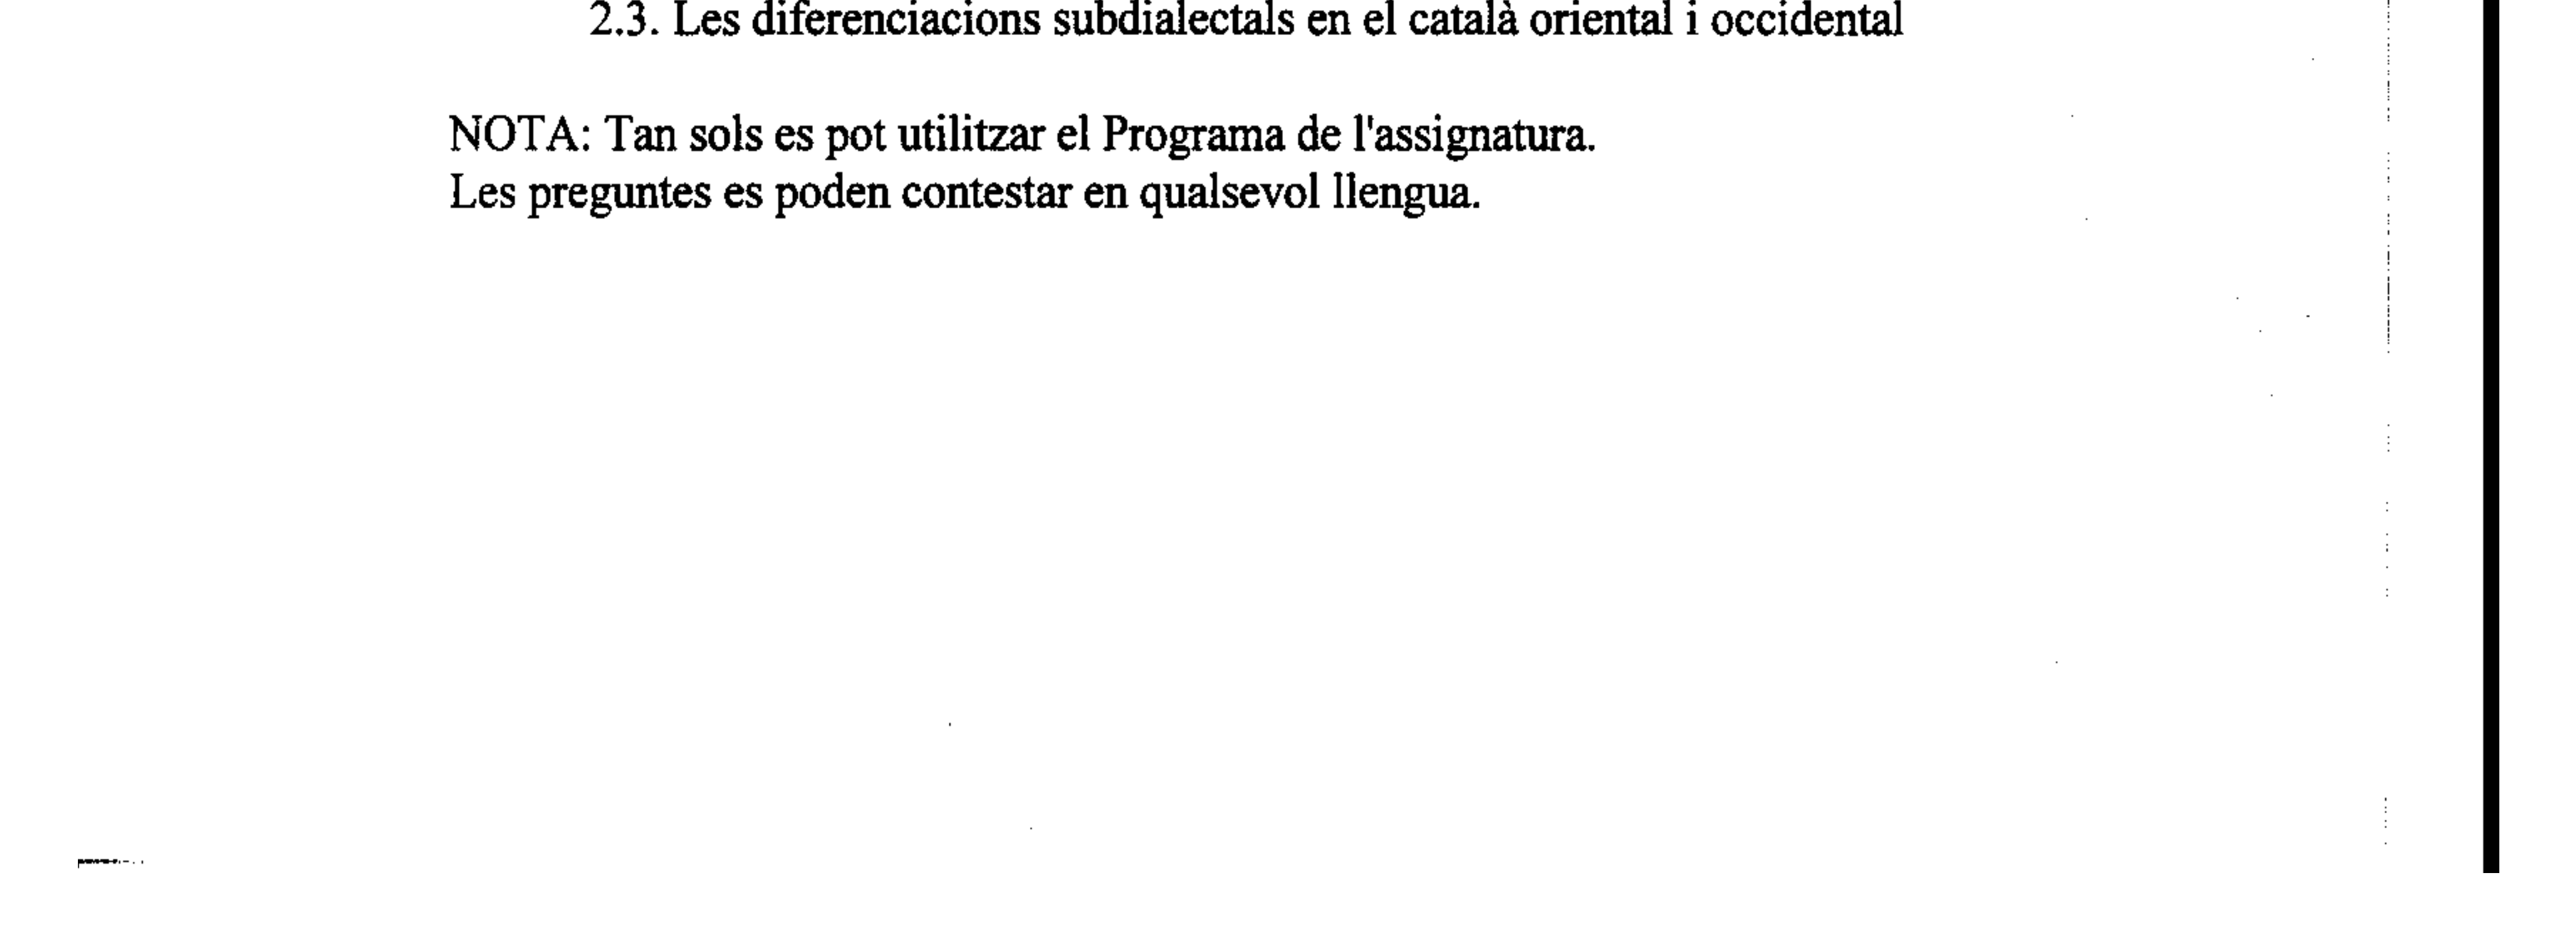 2.3. Les diferenciacions subdialectals en el català oriental i occidental
NOTA: Tan sols es pot utilitzar el Programa de l'assignatura.
Les preguntes es poden contestar en qualsevol llengua.